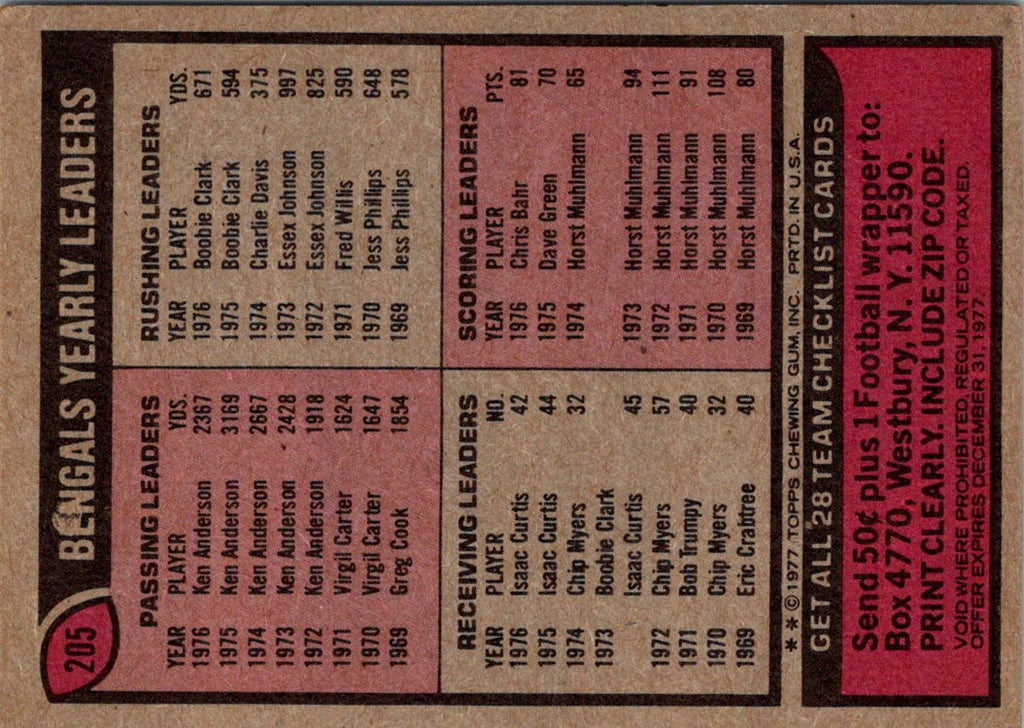 205
BENGALS YEARLY LEADERS
PASSING LEADERS
YEAR PLAYER YDS.
1976 Ken Anderson 2367
1975 Ken Anderson 3169
1974 Ken Anderson 2667
1973 Ken Anderson 2428
1972 Ken Anderson 1918
1971 Virgil Carter 1624
1970 Virgil Carter 1647
1969 Greg Cook 1854
RUSHING LEADERS
YEAR PLAYER YDS.
1976 Boobie Clark 671
1975 Boobie Clark 594
1974 Charlie Davis 375
1973 Essex Johnson 997
1972 Essex Johnson 825
1971 Fred Willis 590
1970 Jess Phillips 648
1969 Jess Phillips 578
RECEIVING LEADERS
YEAR PLAYER NO.
1976 Isaac Curtis 42
1975 Isaac Curtis 44
1974 Chip Myers 32
1973 Boobie Clark
Isaac Curtis 45
1972 Chip Myers 57
1971 Bob Trumpy 40
1970 Chip Myers 32
1969 Eric Crabtree 40
SCORING LEADERS
YEAR PLAYER PTS.
1976 Chris Bahr 81
1975 Dave Green 70
1974 Horst Muhlmann 65
1973 Horst Muhlmann 94
1972 Horst Muhlmann 111
1971 Horst Muhlmann 91
1970 Horst Muhlmann 108
1969 Horst Muhlmann 80
* * © 1977 TOPPS CHEWING GUM, INC. PRTD. IN U.S.A.
GET ALL 28 TEAM CHECKLIST CARDS
Send 50¢ plus 1 Football wrapper to:
Box 4770, Westbury, N. Y. 11590.
PRINT CLEARLY. INCLUDE ZIP CODE.
VOID WHERE PROHIBITED, REGULATED OR TAXED.
OFFER EXPIRES DECEMBER 31, 1977.